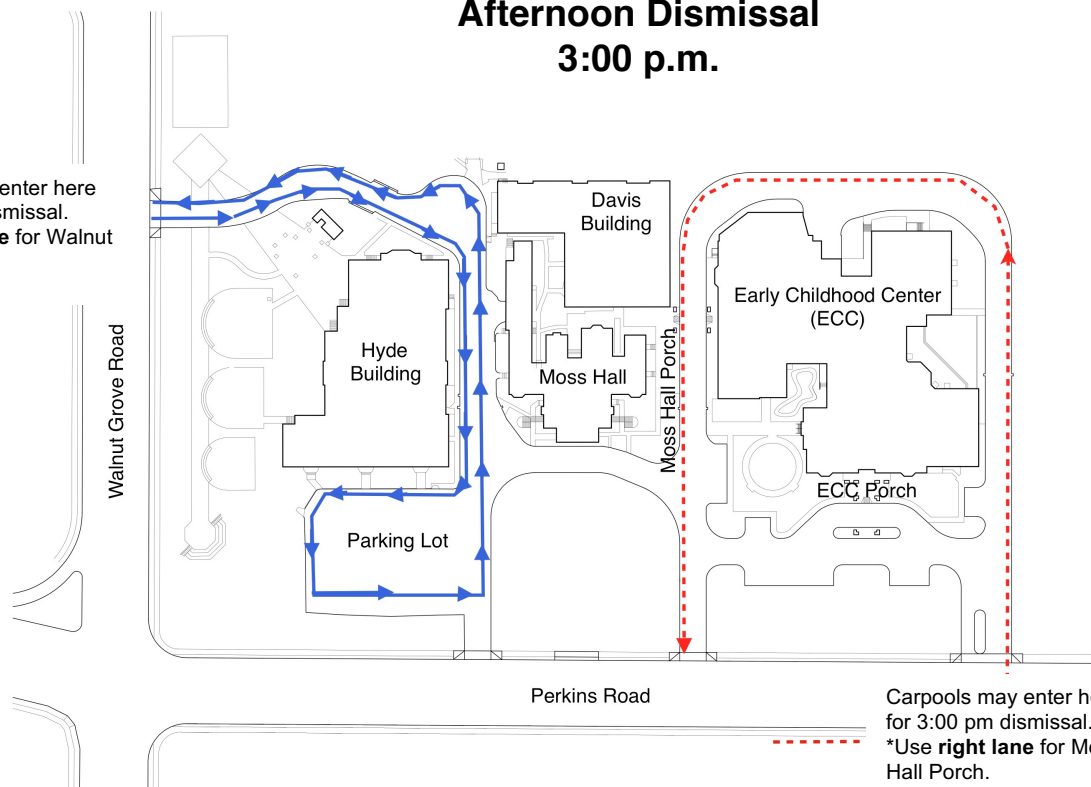 Afternoon Dismissal
3:00 p.m.
enter here
smissal.
for Walnut
Davis
Building
Early Childhood Center
(ECC)
Hyde
Building
Moss Hall
Moss Hall Porch
Walnut Grove Road
ECC Porch
Parking Lot
Perkins Road
Carpools may enter
for 3:00 pm dismissal.
*Use right lane for
Hall Porch.